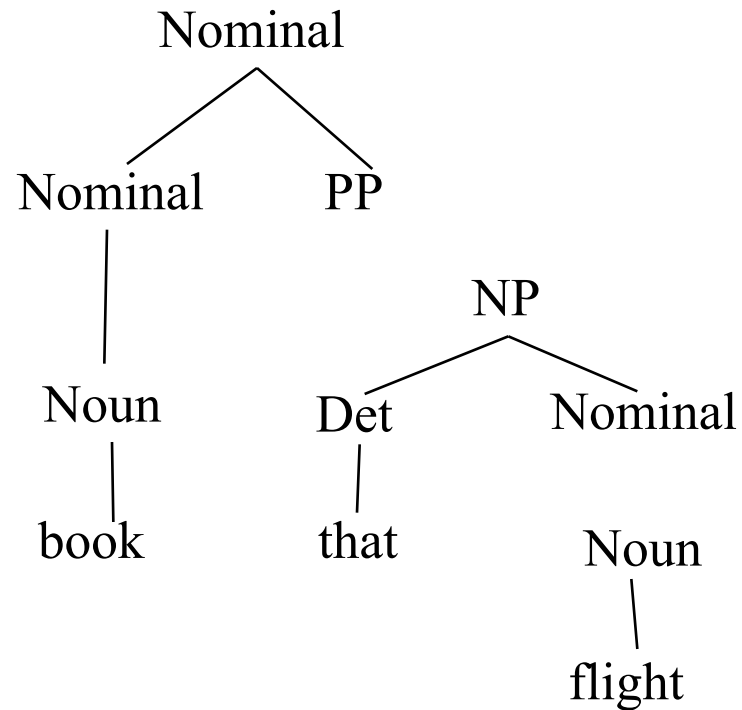 Nominal
Nominal PP
NP
Noun Det Nominal
book that Noun
flight